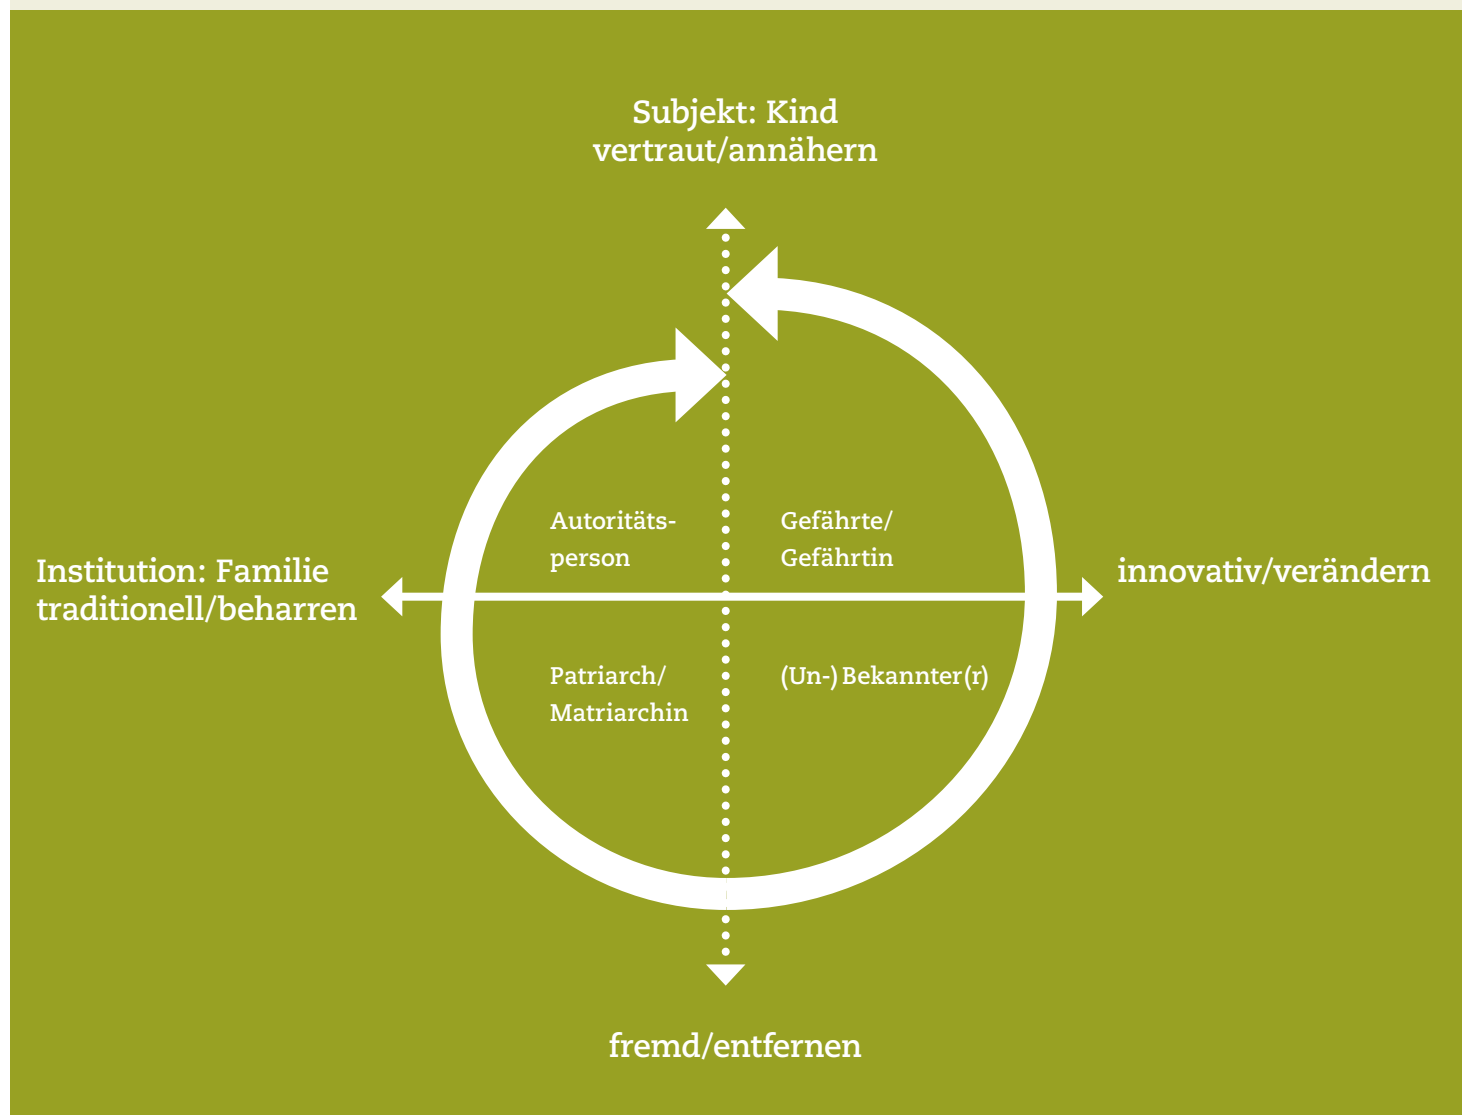 Subjekt: Kind
vertraut/annähern
Autoritäts-
person
Gefährte/
Gefährtin
Institution: Familie
traditionell/beharren
innovativ/verändern
Patriarch/
Matriarchin
(Un-) Bekannter(r)
fremd/entfernen